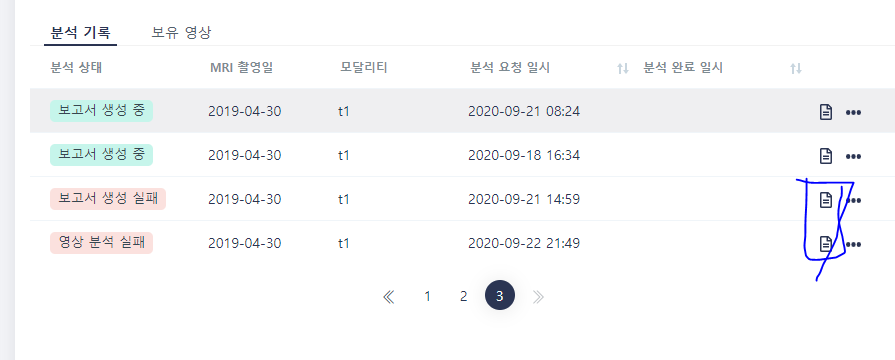 분석 기록 보유 영상
분석 상태 MRI 촬영일 모달리티 분석 요청 일시 분석 완료 일시
보고서 생성 중 2019-04-30 t1 2020-09-21 08:24
보고서 생성 중 2019-04-30 t1 2020-09-18 16:34
보고서 생성 실패 2019-04-30 t1 2020-09-21 14:59
영상 분석 실패 2019-04-30 t1 2020-09-22 21:49
1 2 3